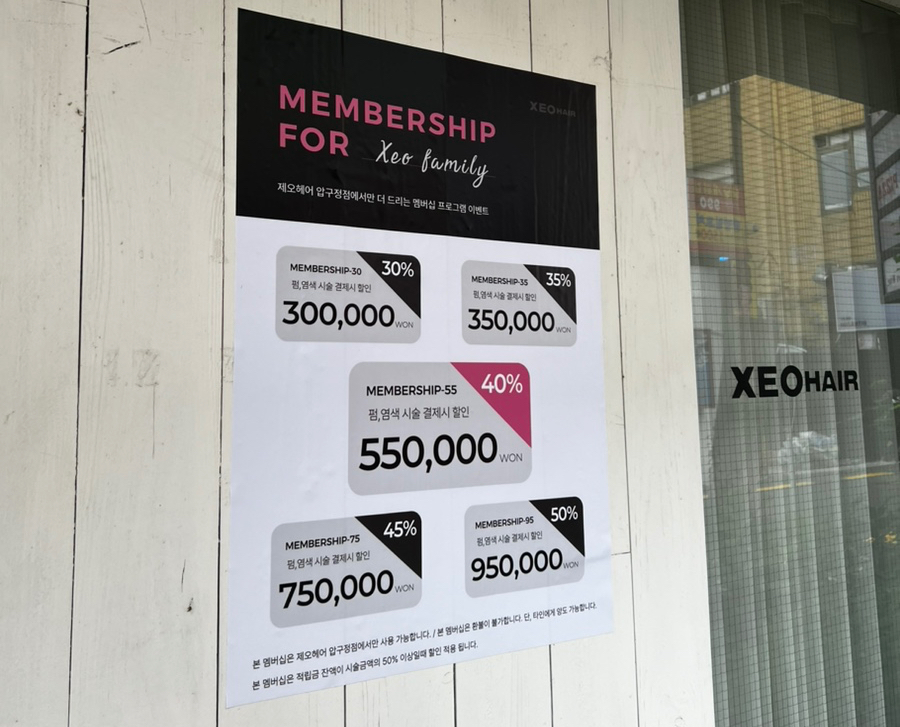 XEOHAIR
MEMBERSHIP
FOR Xeo family
제오헤어 압구정점에서만 더 드리는 멤버십 프로그램 이벤트
MEMBERSHIP-30 30%
펌,염색 시술 결제시 할인
300,000 WON
MEMBERSHIP-35 35%
펌,염색 시술 결제시 할인
350,000 WON
MEMBERSHIP-55 40%
펌,염색 시술 결제시 할인
550,000 WON
MEMBERSHIP-75 45%
펌,염색 시술 결제시 할인
750,000 WON
MEMBERSHIP-95 50%
펌,염색 시술 결제시 할인
950,000 WON
본 멤버십은 제오헤어 압구정점에서만 사용 가능합니다. / 본 멤버십은 환불이 불가합니다. 단, 타인에게 양도 가능합니다.
본 멤버십은 적립금 잔액이 시술금액의 50% 이상일때 할인 적용 됩니다.
XEOHAIR